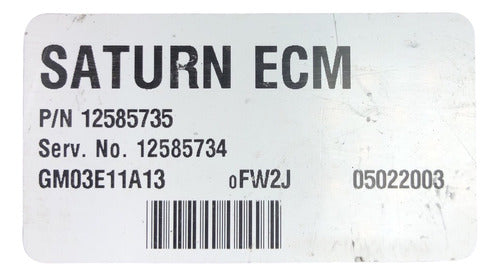 SATURN ECM
P/N 12585735
Serv. No. 12585734
GM03E11A13 0FW2J 05022003